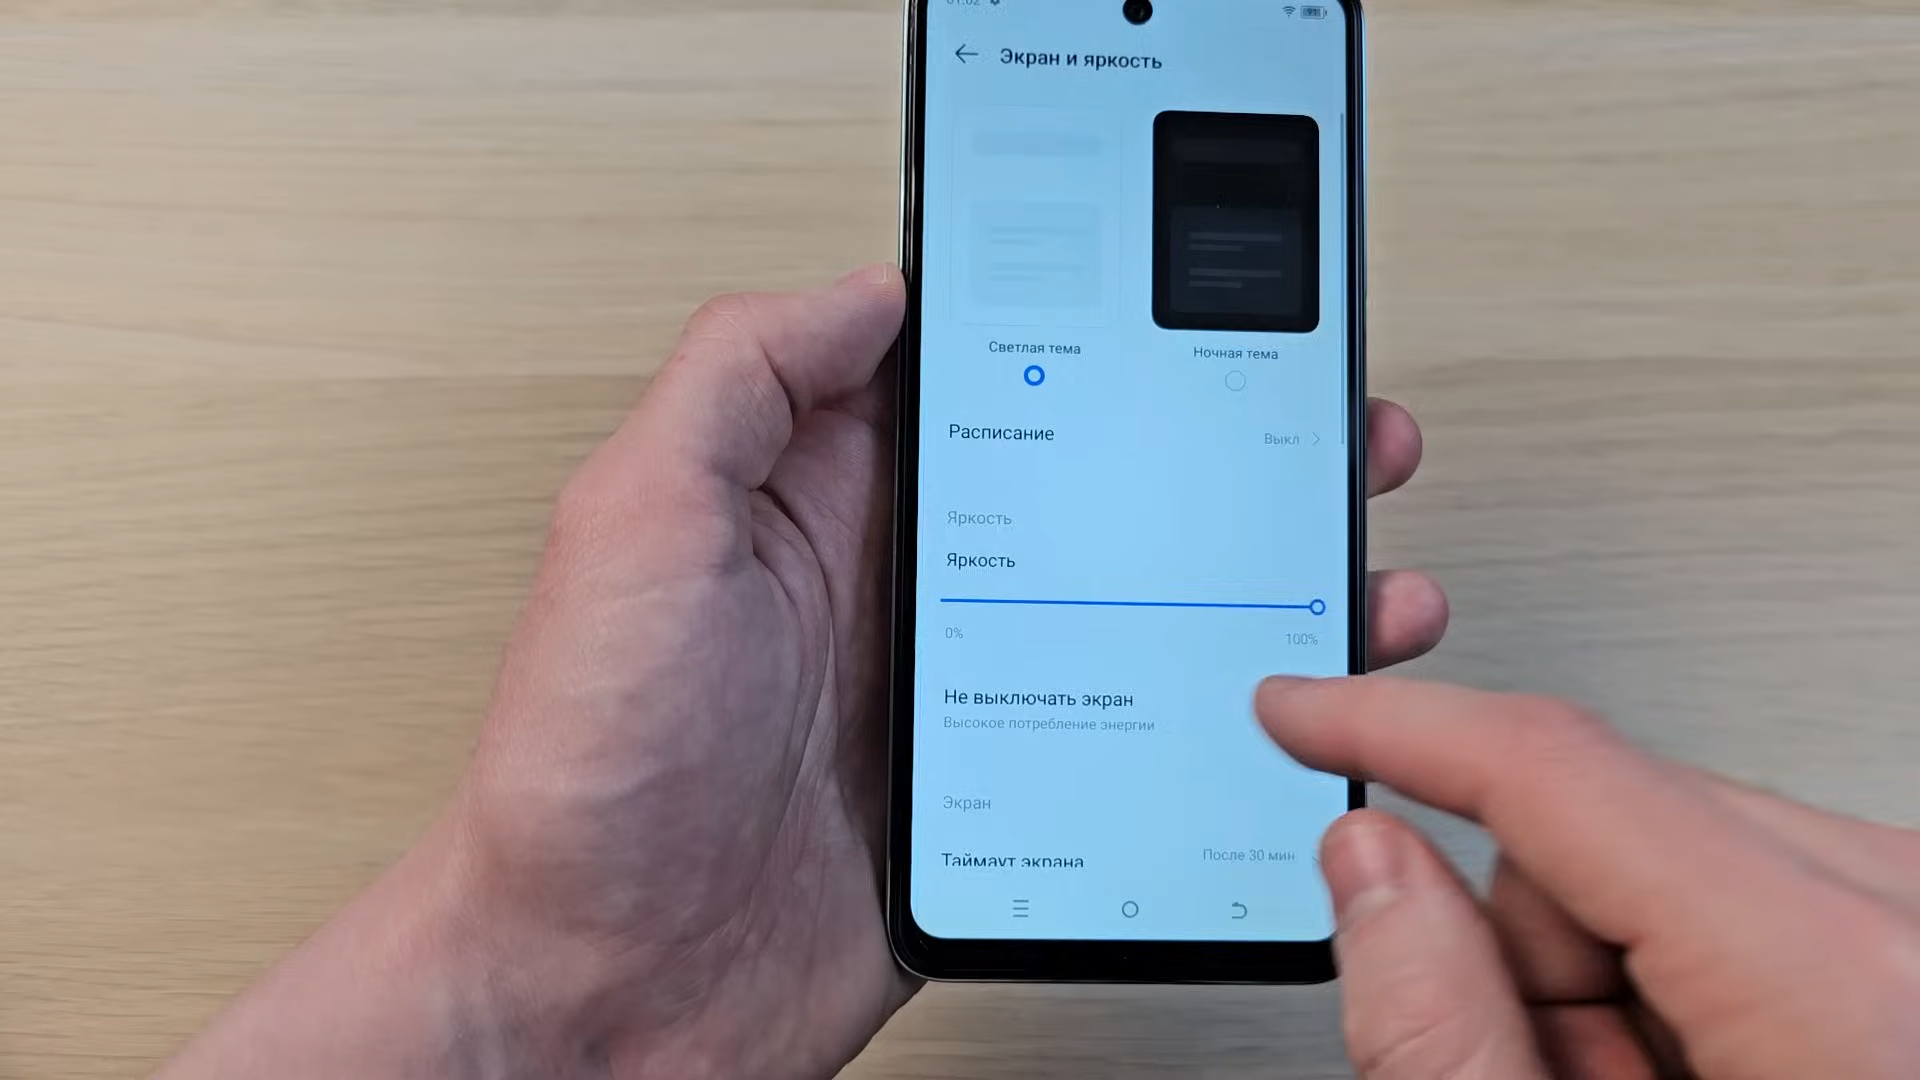 91
Экран и яркость
Светлая тема
Ночная тема
Расписание
Выкл
Яркость
Яркость
0%
100%
Не выключать экран
Высокое потребление энергии
Экран
Таймаут экрана
После 30 мин